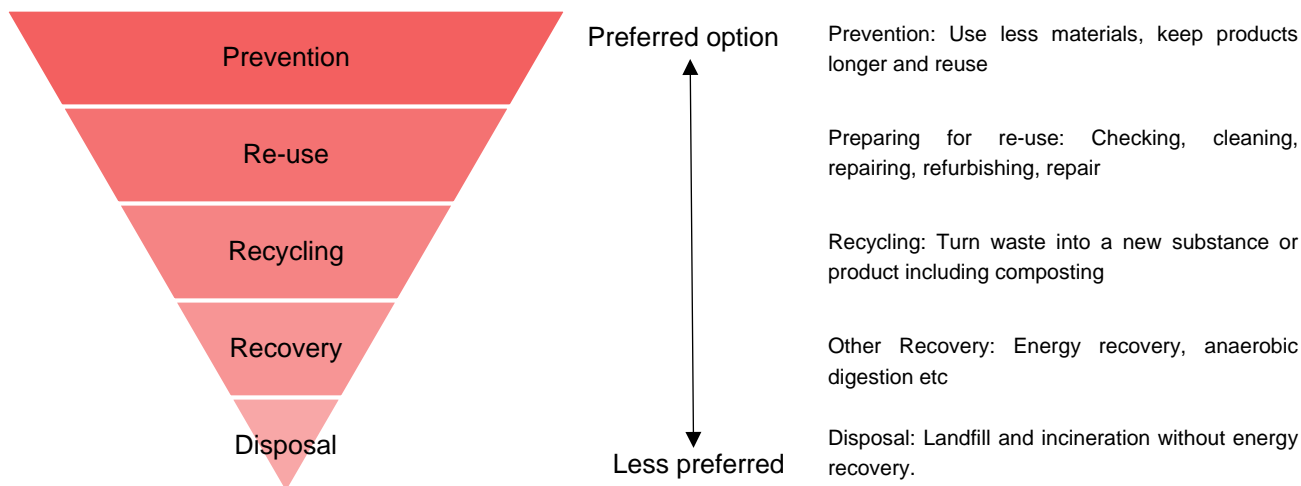 Prevention
Re-use
Recycling
Recovery
Disposal
Preferred option
Less preferred
Prevention: Use less materials, keep products
longer and reuse
Preparing for re-use: Checking, cleaning,
repairing, refurbishing, repair
Recycling: Turn waste into a new substance or
product including composting
Other Recovery: Energy recovery, anaerobic
digestion etc
Disposal: Landfill and incineration without energy
recovery.